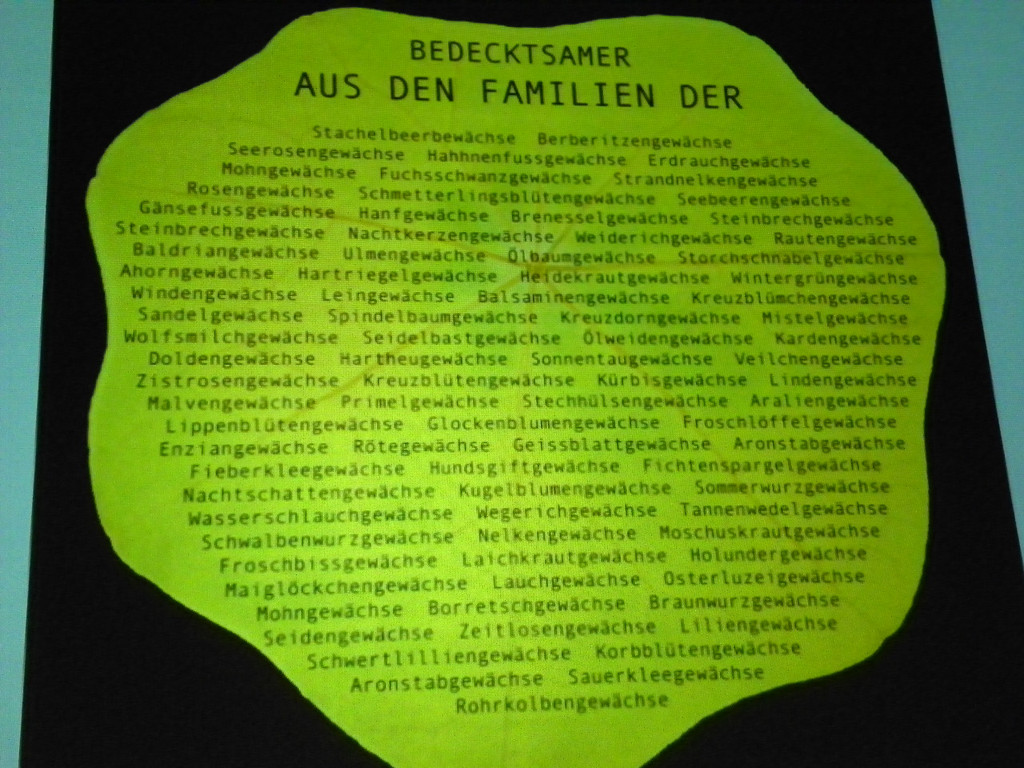 BEDECKTSAMER
AUS DEN FAMILIEN DER
Stachelbeerbewächse Berberitzengewächse
Seerosengewächse Hahnnenfussgewächse Erdrauchgewächse
Mohngewächse Fuchsschwanzgewächse Strandnelkengewächse
Rosengewächse Schmetterlingsblütengewächse Seebeerengewächse
Gänsefussgewächse Hanfgewächse Brenesselgewächse Steinbrechgewächse
Steinbrechgewächse Nachtkerzengewächse Weiderichgewächse Rautengewächse
Baldriangewächse Ulmengewächse Ölbaumgewächse Storchschnabelgewächse
Ahorngewächse Hartriegelgewächse Heidekrautgewächse Wintergrüngewächse
Windengewächse Leingewächse Balsaminengewächse Kreuzblümchengewächse
Sandelgewächse Spindelbaumgewächse Kreuzdorngewächse Mistelgewächse
Wolfsmilchgewächse Seidelbastgewächse Ölweidengewächse Kardengewächse
Doldengewächse Hartheugewächse Sonnentaugewächse Veilchengewächse
Zistrosengewächse Kreuzblütengewächse Kürbisgewächse Lindengewächse
Malvengewächse Primelgewächse Stechhülsengewächse Araliengewächse
Lippenblütengewächse Glockenblumengewächse Froschlöffelgewächse
Enziangewächse Rötegewächse Geissblattgewächse Aronstabgewächse
Fieberkleegewächse Hundsgiftgewächse Fichtenspargelgewächse
Nachtschattengewächse Kugelblumengewächse Sommerwurzgewächse
Wasserschlauchgewächse Wegerichgewächse Tannenwedelgewächse
Schwalbenwurzgewächse Nelkengewächse Moschuskrautgewächse
Froschbissgewächse Laichkrautgewächse Holundergewächse
Maiglöckchengewächse Lauchgewächse Osterluzeigewächse
Mohngewächse Borretschgewächse Braunwurzgewächse
Seidengewächse Zeitlosengewächse Liliengewächse
Schwertlilliengewächse Korbblütengewächse
Aronstabgewächse Sauerkleegewächse
Rohrkolbengewächse